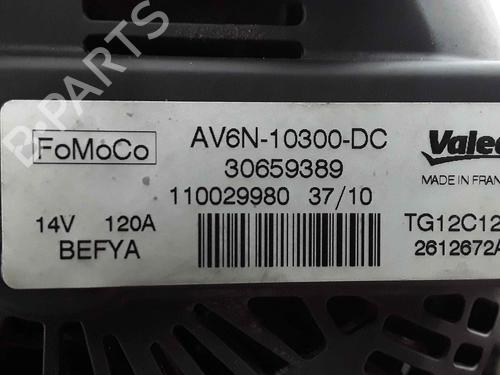 FoMoCo
AV6N-10300-DC
30659389
110029980 37/10
14V 120A
BEFYA
Valeo
MADE IN FRAN
TG12C12
2612672A
B-PARTS